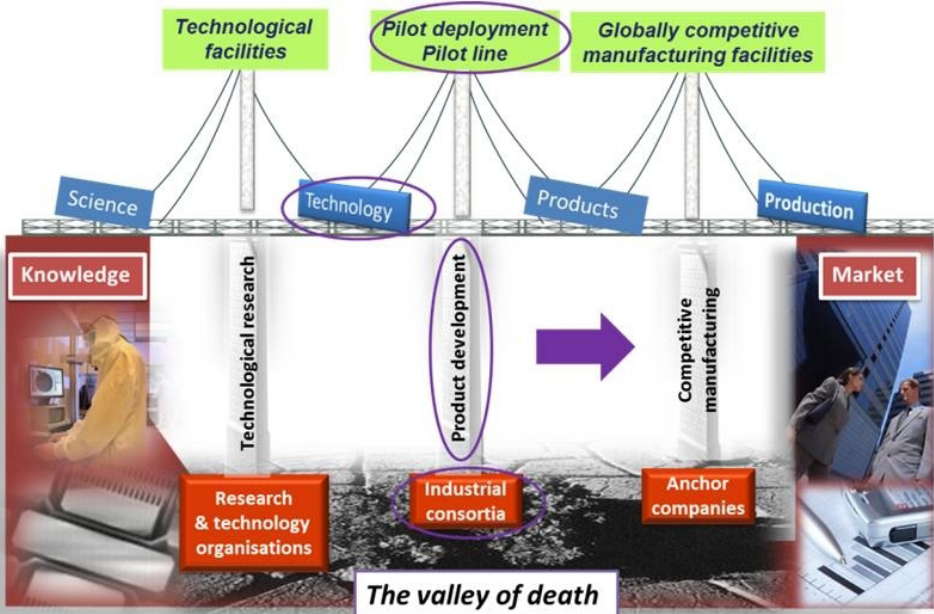 Technological
facilities
Pilot deployment
Pilot line
Globally competitive
manufacturing facilities
Science
Technology
Products
Production
Knowledge
Technological research
Product development
Competitive
manufacturing
Market
Research
& technology
organisations
Industrial
consortia
Anchor
companies
The valley of death